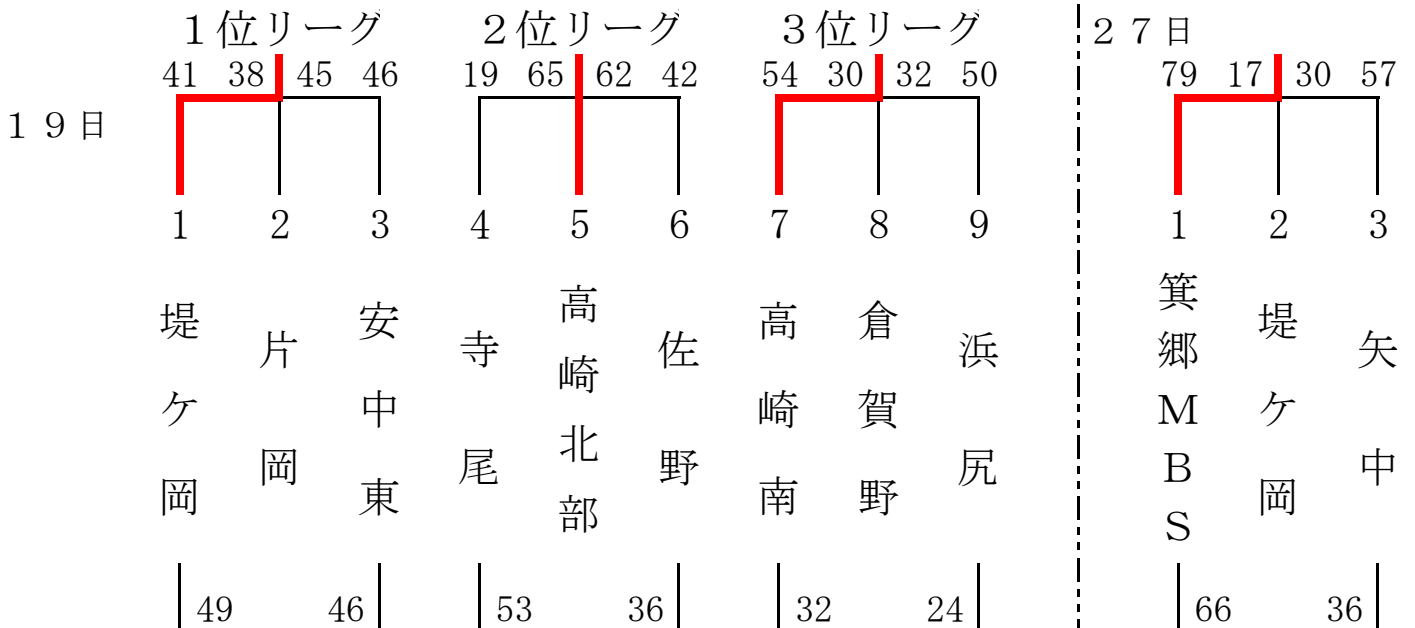 １位リーグ ２位リーグ ３位リーグ ２７日
41 38 45 46 19 65 62 42 54 30 32 50 79 17 30 57
１９日
1 2 3 4 5 6 7 8 9 1 2 3
堤ケ岡 片岡 安中東 寺尾 高崎北部 佐野 高崎南 倉賀野 浜尻 箕郷ＭＢＳ 堤ケ岡 矢中
49 46 53 36 32 24 66 36